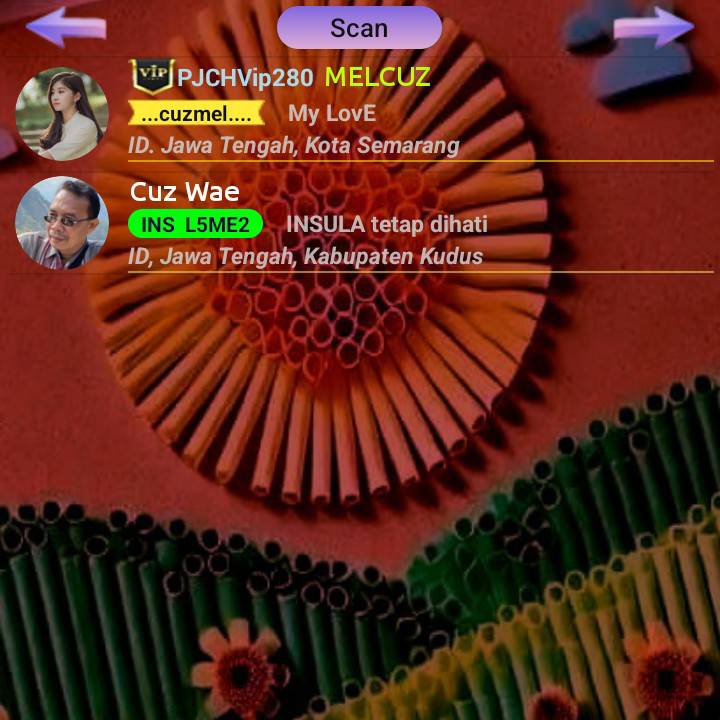 Scan
VIP PJCHVip280 MELCUZ
...cuzmel.... My LovE
ID. Jawa Tengah, Kota Semarang
Cuz Wae
INS L5ME2 INSULA tetap dihati
ID, Jawa Tengah, Kabupaten Kudus